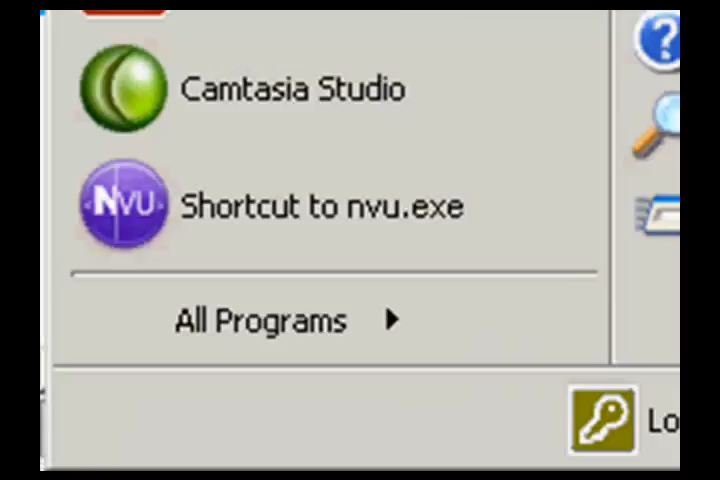 Camtasia Studio
NVU
Shortcut to nvu.exe
All Programs
Lo